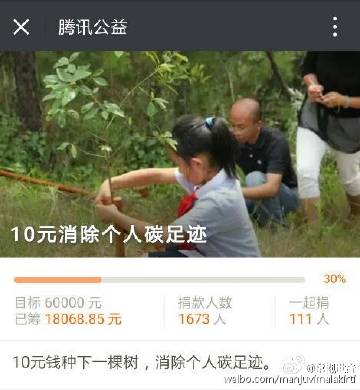 腾讯公益
10元消除个人碳足迹
30%
目标 60000 元 捐款人数 一起捐
已筹 18068.85 元 1673 人 111 人
10元钱种下一棵树，消除个人碳足迹。
weibo.com/manjuvimalakirti